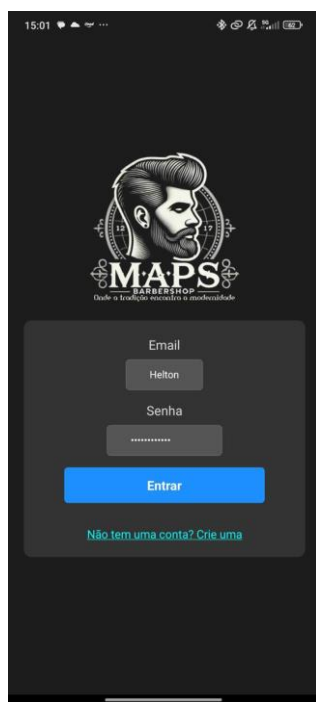 15:01
12 17
MAPS
BARBERSHOP
Onde a tradição encontra a modernidade
Email
Helton
Senha
••••••••••••
Entrar
Não tem uma conta? Crie uma